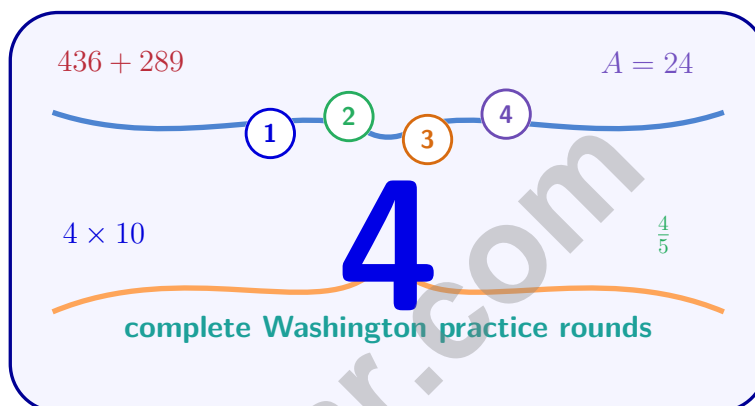 436 + 289
A = 24
1 2 3 4
4
4 × 10
4/5
complete Washington practice rounds